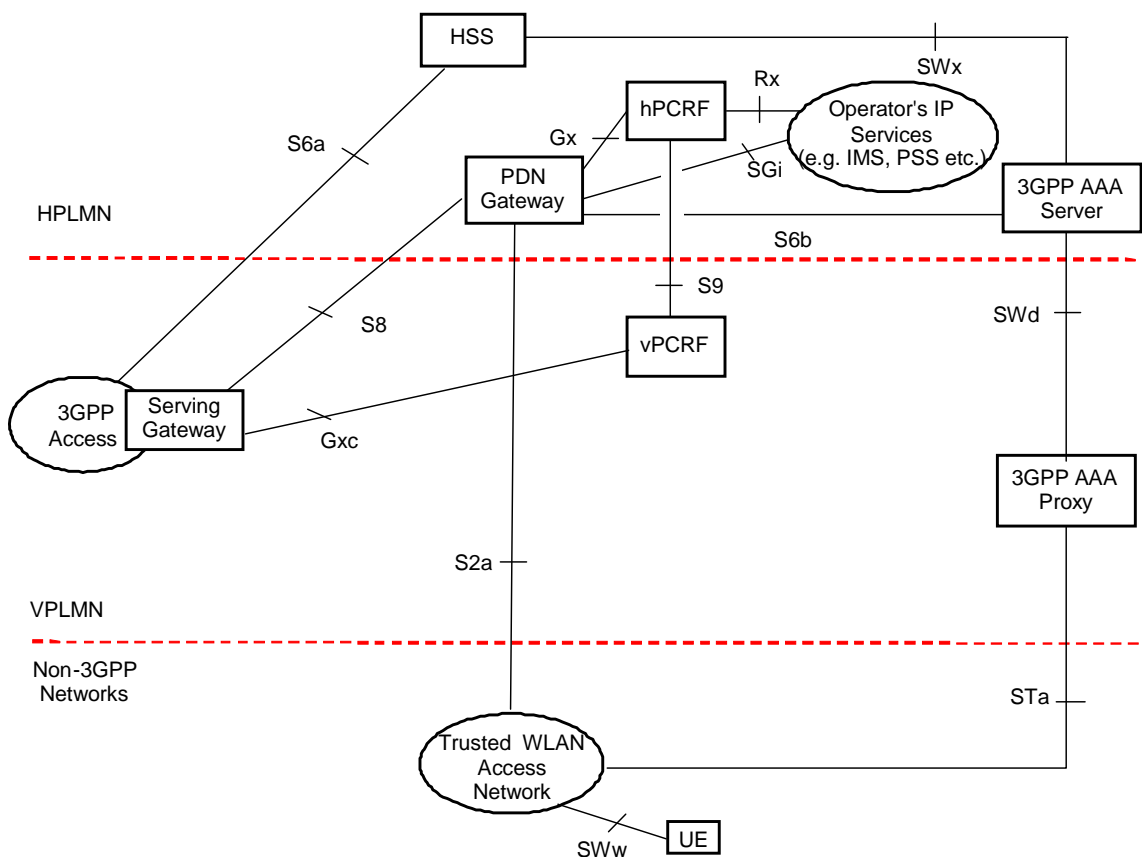 HSS
SWx
Rx
hPCRF
Operator's IP
Services
(e.g. IMS, PSS etc.)
Gx
S6a
SGi
PDN
Gateway
3GPP AAA
Server
HPLMN
S6b
S9
SWd
S8
vPCRF
3GPP
Access
Serving
Gateway
Gxc
3GPP AAA
Proxy
S2a
VPLMN
Non-3GPP
Networks
STa
Trusted WLAN
Access
Network
SWw
UE